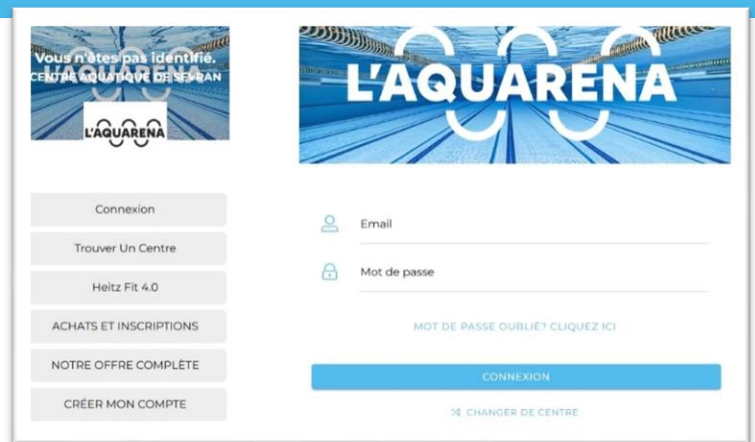 Vous n'êtes pas identifié.
CENTRE AQUATIQUE DE SEVRAN
L'AQUARENA
Connexion
Trouver Un Centre
Heitz Fit 4.0
ACHATS ET INSCRIPTIONS
NOTRE OFFRE COMPLÈTE
CRÉER MON COMPTE
L'AQUARENA
Email
Mot de passe
MOT DE PASSE OUBLIÉ? CLIQUEZ ICI
CONNEXION
CHANGER DE CENTRE